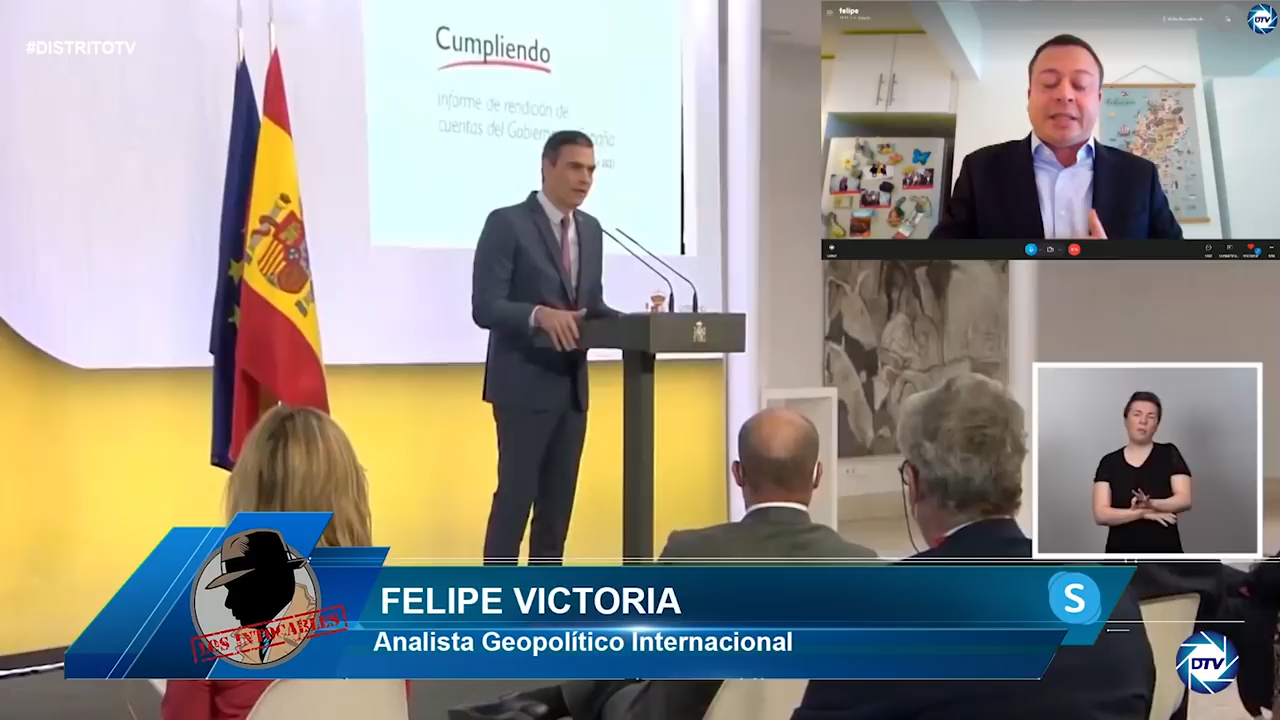 #DISTRITOTV
Cumpliendo
Informe de rendición de
cuentas del Gobierno
felipe
DTV
LOS INTOCABLES
FELIPE VICTORIA
Analista Geopolítico Internacional
S
DTV